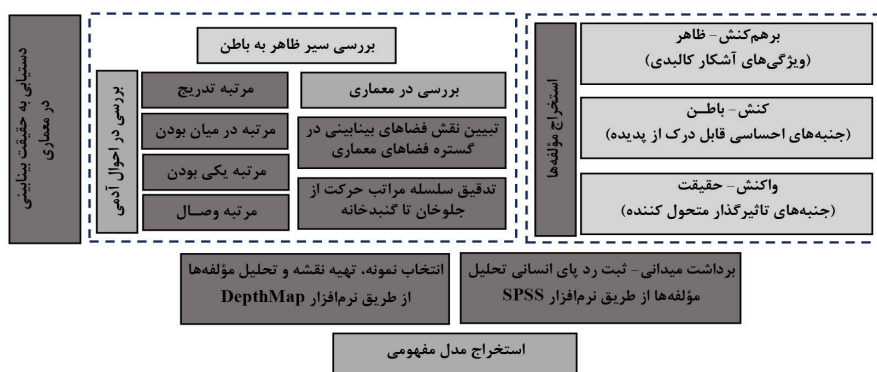 برهم‌کنش- ظاهر
(ویژگی‌های آشکار کالبدی)
کنش- باطـن
(جنبه‌های احساسی قابل درک از پدیده)
واکنش- حقیقت
(جنبه‌های تاثیرگذار متحول کننده)
استخراج مؤلفه‌ها
بررسی سیر ظاهر به باطن
بررسی در معماری
تبیین نقش فضاهای بینابینی در
گستره فضاهای معماری
تدقیق سلسله مراتب حرکت از
جلوخان تا گنبدخانه
مرتبه تدریج
مرتبه در میان بودن
مرتبه یکی بودن
مرتبه وصـال
بررسی در احوال آدمی
دستیابی به حقیقت بینابینی
در معماری
برداشت میدانی- ثبت رد پای انسانی تحلیل
مؤلفه‌ها از طریق نرم‌افزار SPSS
انتخاب نمونه، تهیه نقشه و تحلیل مؤلفه‌ها
از طریق نرم‌افزار DepthMap
استخراج مدل مفهومی